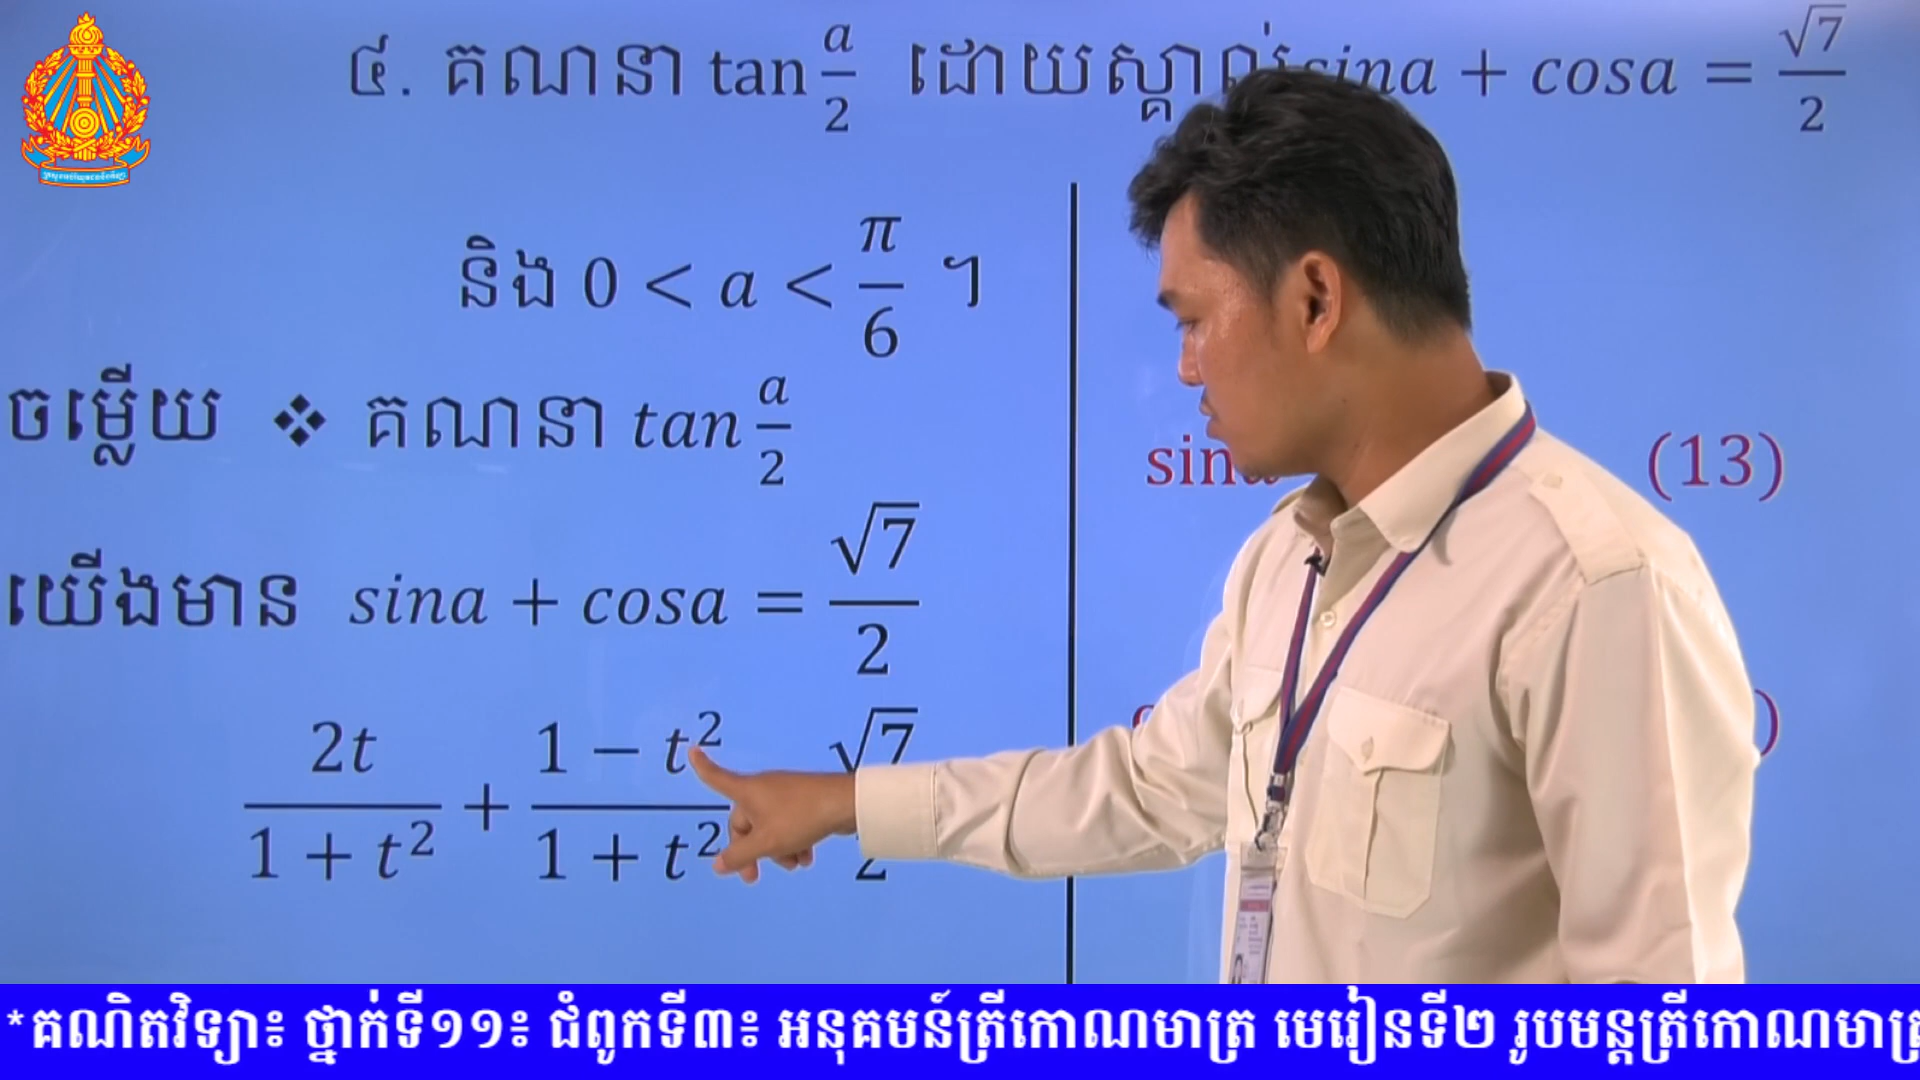 ៤. គណនា tan a/2 ដោយស្គាល់ sina + cosa = √7/2
និង 0 < a < π/6 ។
ចម្លើយ ❖ គណនា tan a/2
យើងមាន sina + cosa = √7/2
2t/(1 + t²) + (1 − t²)/(1 + t²) √7/2
sina (13)
)
*គណិតវិទ្យា៖ ថ្នាក់ទី១១៖ ជំពូកទី៣៖ អនុគមន៍ត្រីកោណមាត្រ មេរៀនទី២ រូបមន្តត្រីកោណមាត្រ